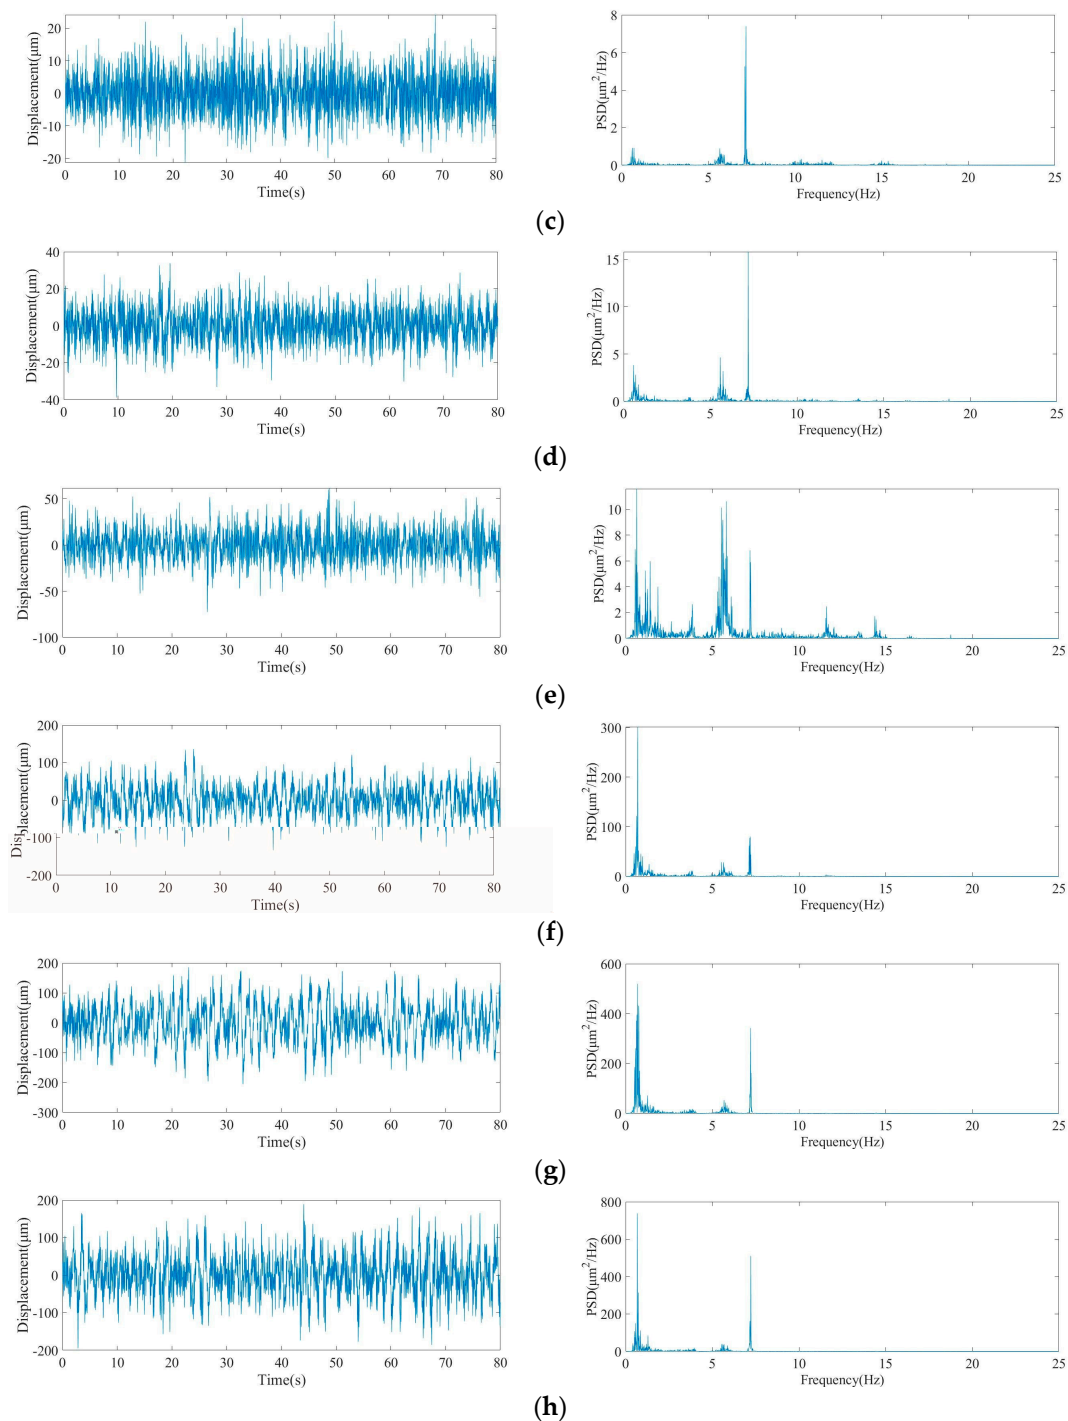 20
10
0
-10
-20
Displacement(μm)
0 10 20 30 40 50 60 70 80
Time(s)
8
6
4
2
0
PSD(μm²/Hz)
0 5 10 15 20 25
Frequency(Hz)
(c)
40
20
0
-20
-40
Displacement(μm)
0 10 20 30 40 50 60 70 80
Time(s)
15
10
5
0
PSD(μm²/Hz)
0 5 10 15 20 25
Frequency(Hz)
(d)
50
0
-50
-100
Displacement(μm)
0 10 20 30 40 50 60 70 80
Time(s)
10
8
6
4
2
0
PSD(μm²/Hz)
0 5 10 15 20 25
Frequency(Hz)
(e)
200
100
0
-100
-200
Displacement(μm)
0 10 20 30 40 50 60 70 80
Time(s)
300
200
100
0
PSD(μm²/Hz)
0 5 10 15 20 25
Frequency(Hz)
(f)
200
100
0
-100
-200
-300
Displacement(μm)
0 10 20 30 40 50 60 70 80
Time(s)
600
400
200
0
PSD(μm²/Hz)
0 5 10 15 20 25
Frequency(Hz)
(g)
200
100
0
-100
-200
Displacement(μm)
0 10 20 30 40 50 60 70 80
Time(s)
800
600
400
200
0
PSD(μm²/Hz)
0 5 10 15 20 25
Frequency(Hz)
(h)